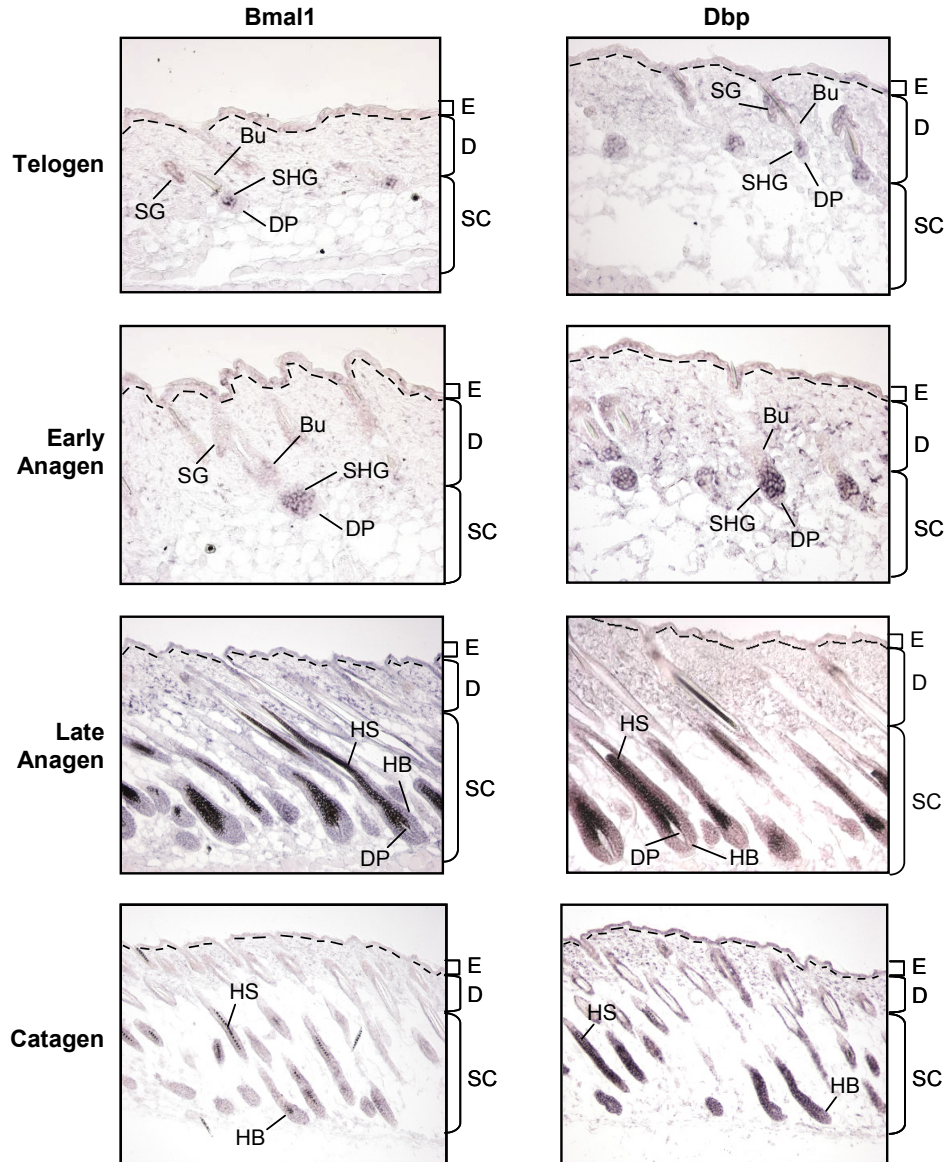 Bmal1
Dbp
Telogen
SG
Bu
SHG
DP
E
D
SC
SG
Bu
SHG
DP
E
D
SC
Early
Anagen
SG
Bu
SHG
DP
E
D
SC
Bu
SHG
DP
E
D
SC
Late
Anagen
HS
HB
DP
E
D
SC
HS
DP
HB
E
D
SC
Catagen
HS
HB
E
D
SC
HS
HB
E
D
SC